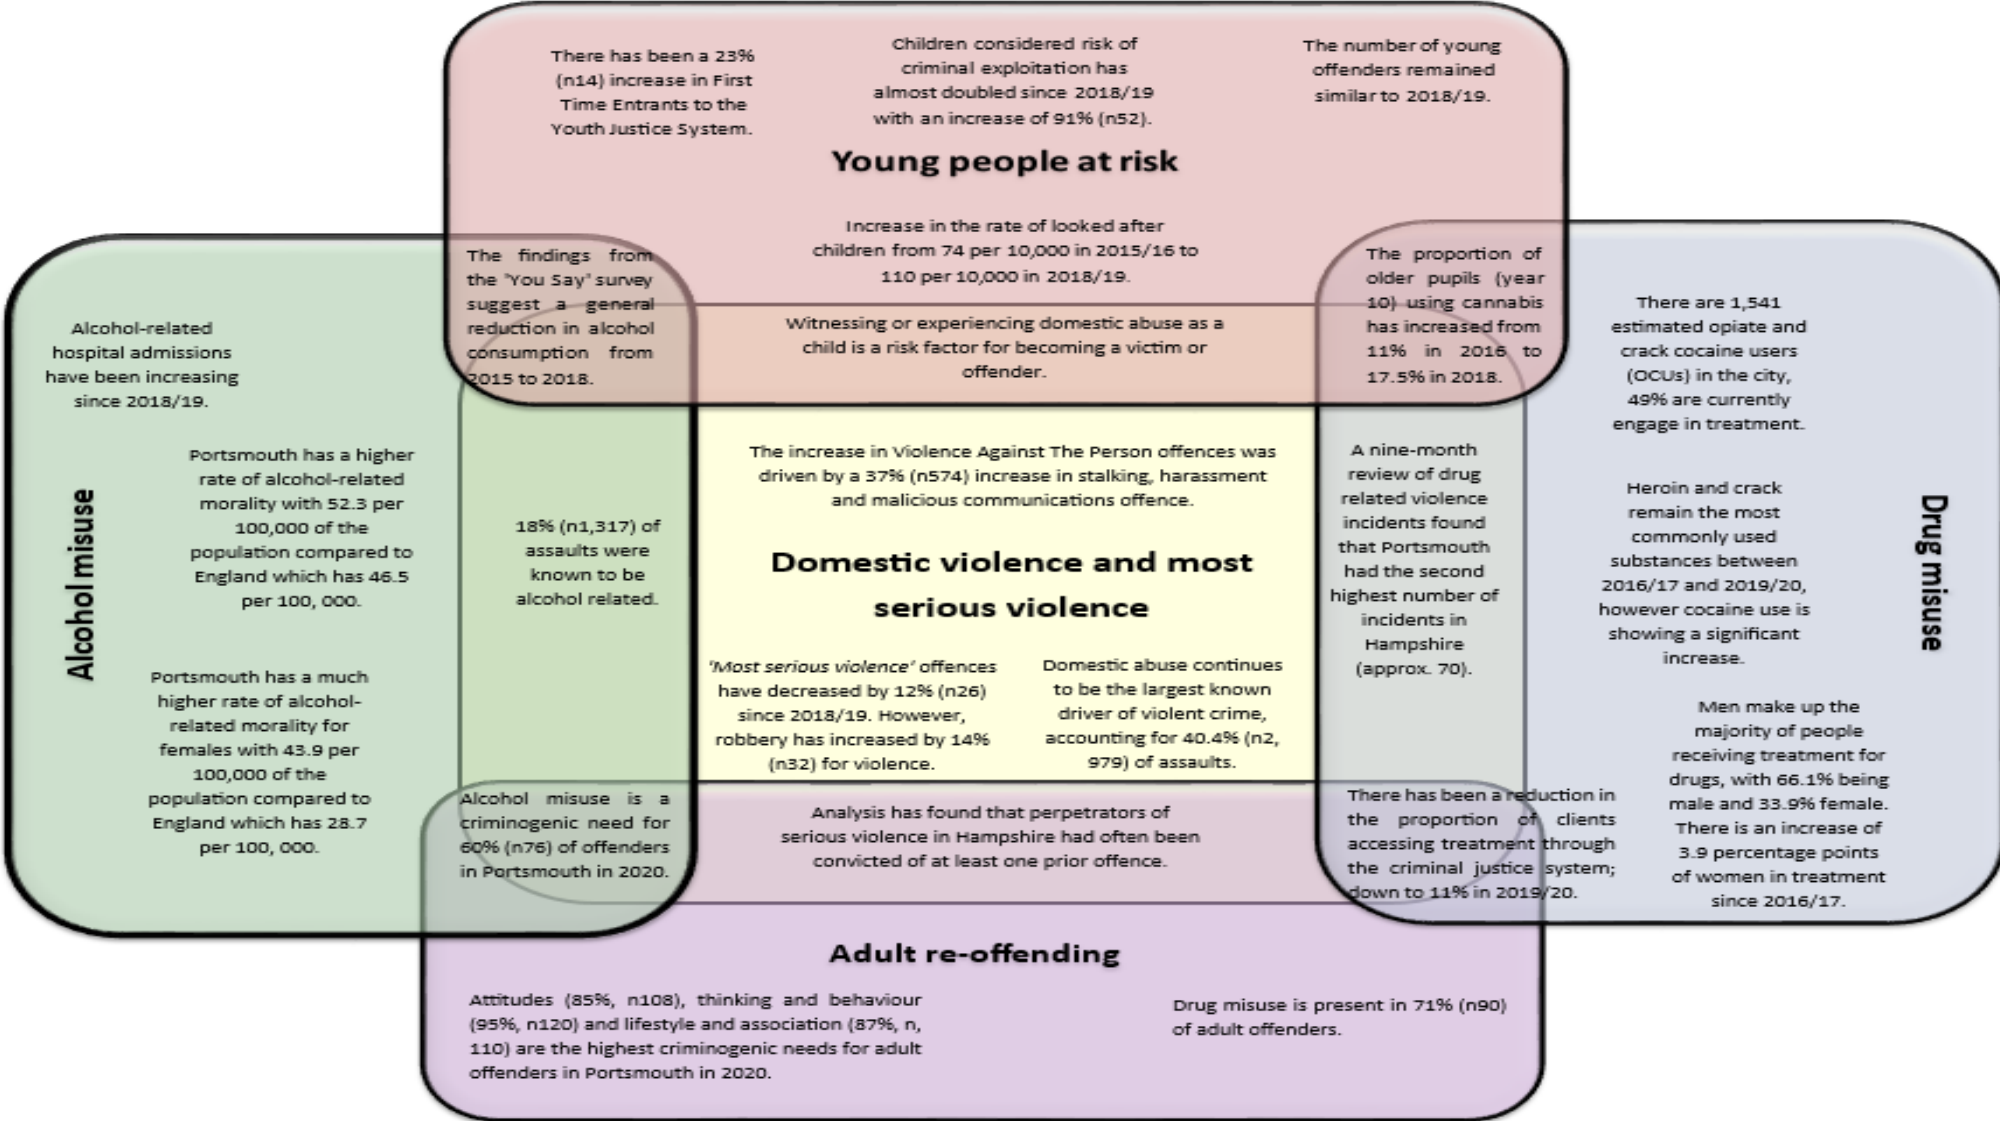 There has been a 23%
(n14) increase in First
Time Entrants to the
Youth Justice System.
Children considered risk of
criminal exploitation has
almost doubled since 2018/19
with an increase of 91% (n52).
The number of young
offenders remained
similar to 2018/19.
Young people at risk
Increase in the rate of looked after
children from 74 per 10,000 in 2015/16 to
110 per 10,000 in 2018/19.
The findings from
the "You Say" survey
suggest a general
reduction in alcohol
consumption from
2015 to 2018.
Witnessing or experiencing domestic abuse as a
child is a risk factor for becoming a victim or
offender.
The proportion of
older pupils (year
10) using cannabis
has increased from
11% in 2016 to
17.5% in 2018.
Alcohol misuse
Alcohol-related
hospital admissions
have been increasing
since 2018/19.
Portsmouth has a higher
rate of alcohol-related
morality with 52.3 per
100,000 of the
population compared to
England which has 46.5
per 100, 000.
Portsmouth has a much
higher rate of alcohol-
related morality for
females with 43.9 per
100,000 of the
population compared to
England which has 28.7
per 100, 000.
18% (n1,317) of
assaults were
known to be
alcohol related.
The increase in Violence Against The Person offences was
driven by a 37% (n574) increase in stalking, harassment
and malicious communications offence.
Domestic violence and most
serious violence
'Most serious violence' offences
have decreased by 12% (n26)
since 2018/19. However,
robbery has increased by 14%
(n32) for violence.
Domestic abuse continues
to be the largest known
driver of violent crime,
accounting for 40.4% (n2,
979) of assaults.
A nine-month
review of drug
related violence
incidents found
that Portsmouth
had the second
highest number of
incidents in
Hampshire
(approx. 70).
There are 1,541
estimated opiate and
crack cocaine users
(OCUs) in the city,
49% are currently
engage in treatment.
Heroin and crack
remain the most
commonly used
substances between
2016/17 and 2019/20,
however cocaine use is
showing a significant
increase.
Men make up the
majority of people
receiving treatment for
drugs, with 66.1% being
male and 33.9% female.
There is an increase of
3.9 percentage points
of women in treatment
since 2016/17.
Drug misuse
Alcohol misuse is a
criminogenic need for
60% (n76) of offenders
in Portsmouth in 2020.
Analysis has found that perpetrators of
serious violence in Hampshire had often been
convicted of at least one prior offence.
There has been a reduction in
the proportion of clients
accessing treatment through
the criminal justice system;
down to 11% in 2019/20.
Adult re-offending
Attitudes (85%, n108), thinking and behaviour
(95%, n120) and lifestyle and association (87%, n,
110) are the highest criminogenic needs for adult
offenders in Portsmouth in 2020.
Drug misuse is present in 71% (n90)
of adult offenders.